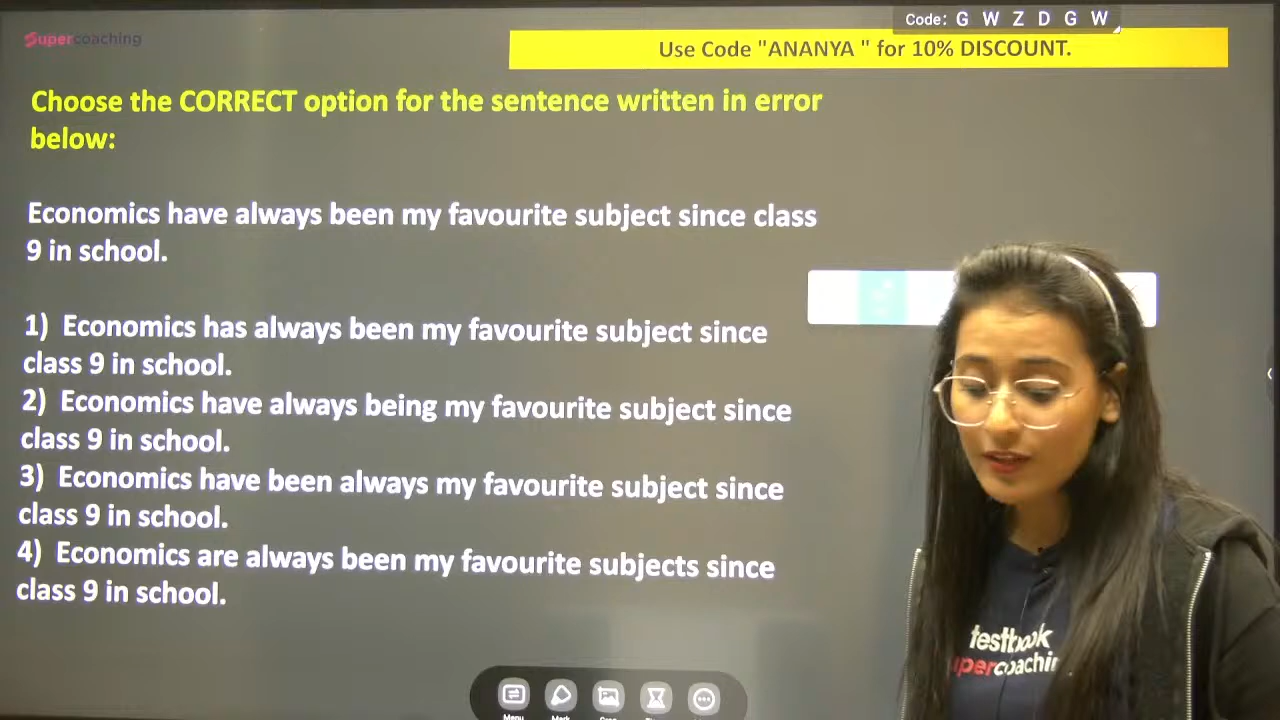 Code: G W Z D G W
Supercoaching
Use Code "ANANYA " for 10% DISCOUNT.
Choose the CORRECT option for the sentence written in error
below:
Economics have always been my favourite subject since class
9 in school.
1) Economics has always been my favourite subject since
class 9 in school.
2) Economics have always being my favourite subject since
class 9 in school.
3) Economics have been always my favourite subject since
class 9 in school.
4) Economics are always been my favourite subjects since
class 9 in school.
testbook
Menu